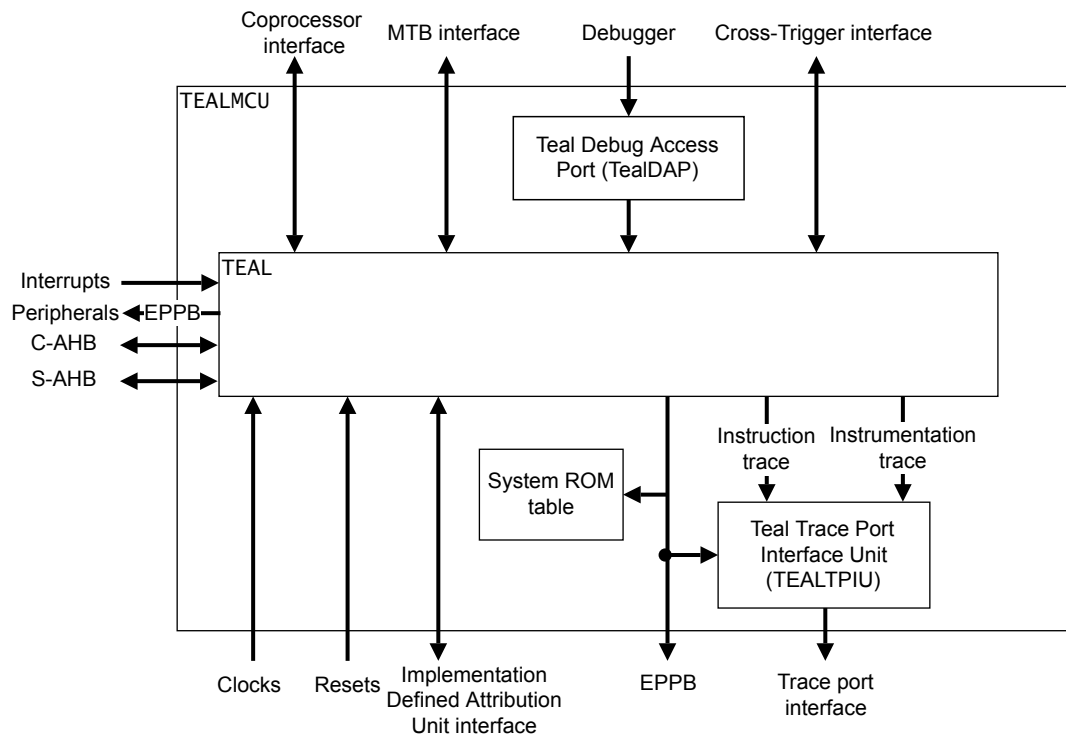 Coprocessor
interface
MTB interface
Debugger
Cross-Trigger interface
TEALMCU
Teal Debug Access
Port (TealDAP)
TEAL
Interrupts
Peripherals
EPPB
C-AHB
S-AHB
Instruction
trace
Instrumentation
trace
System ROM
table
Teal Trace Port
Interface Unit
(TEALTPIU)
Clocks
Resets
Implementation
Defined Attribution
Unit interface
EPPB
Trace port
interface